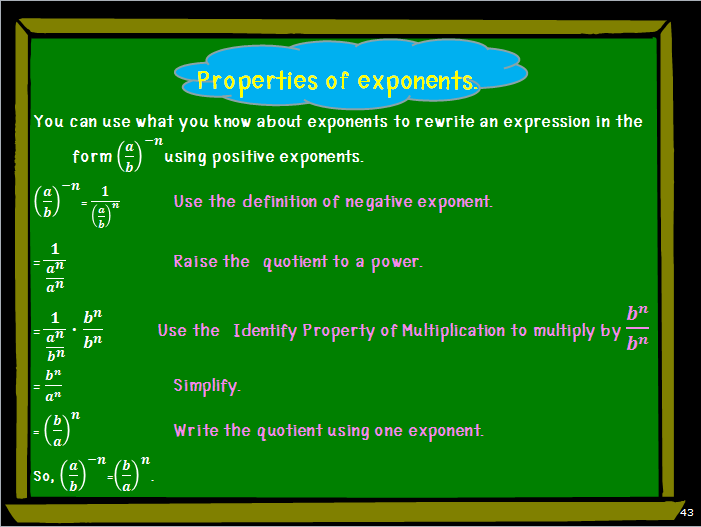 Properties of exponents.
You can use what you know about exponents to rewrite an expression in the
form (a/b)^−n using positive exponents.
(a/b)^−n = 1/(a/b)^n Use the definition of negative exponent.
= 1/(a^n/a^n) Raise the quotient to a power.
= 1/(a^n/b^n) · b^n/b^n Use the Identify Property of Multiplication to multiply by b^n/b^n
= b^n/a^n Simplify.
= (b/a)^n Write the quotient using one exponent.
So, (a/b)^−n = (b/a)^n.
43